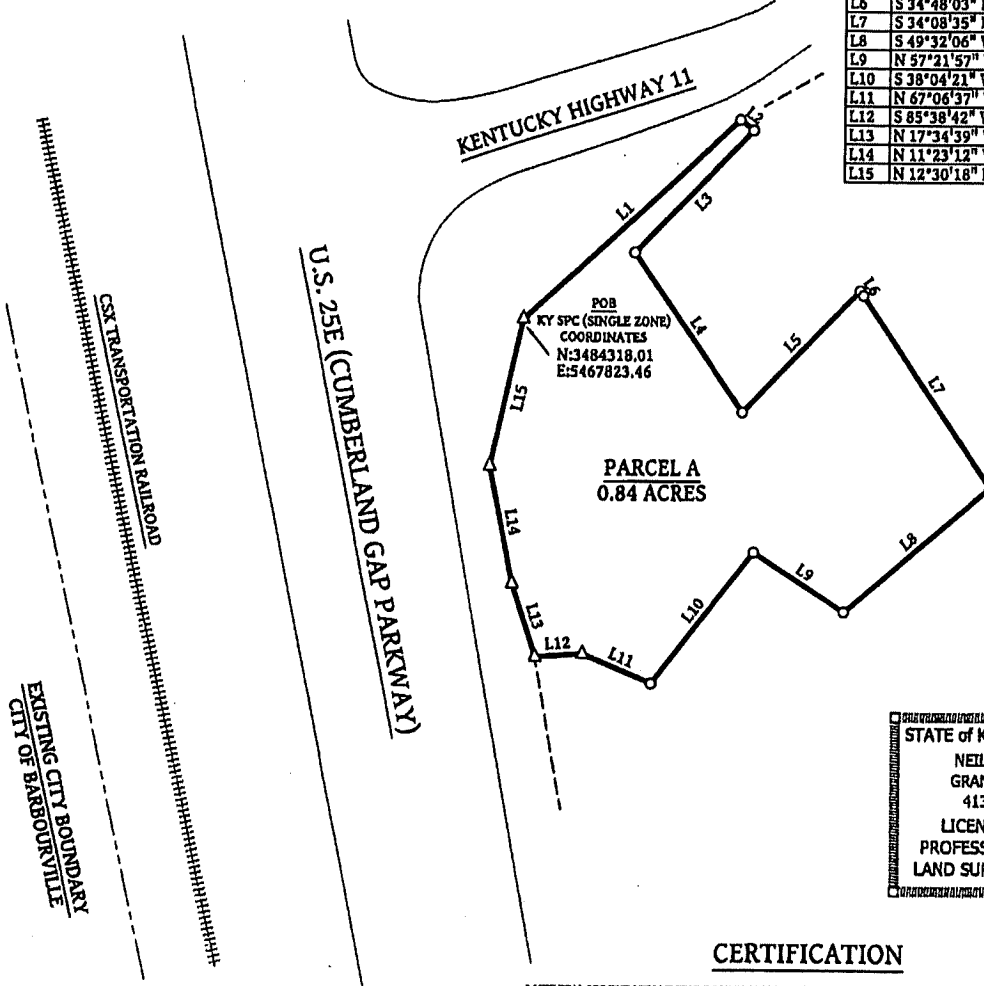 L6 S 34°48'03"
L7 S 34°08'35"
L8 S 49°32'06"
L9 N 57°21'57"
L10 S 38°04'21"
L11 N 67°06'37"
L12 S 85°38'42"
L13 N 17°34'39"
L14 N 11°23'12"
L15 N 12°30'18"
KENTUCKY HIGHWAY 11
L2
L1
L3
U.S. 25E (CUMBERLAND GAP PARKWAY)
CSX TRANSPORTATION RAILROAD
POB
KY SPC (SINGLE ZONE)
COORDINATES
N:3484318.01
E:5467823.46
L4
L5
L6
L7
L15
PARCEL A
0.84 ACRES
L14
L8
L9
L10
L13
L12
L11
EXISTING CITY BOUNDARY
CITY OF BARBOURVILLE
STATE of K
NEIL
GRAN
413
LICEN
PROFESS
LAND SU
CERTIFICATION